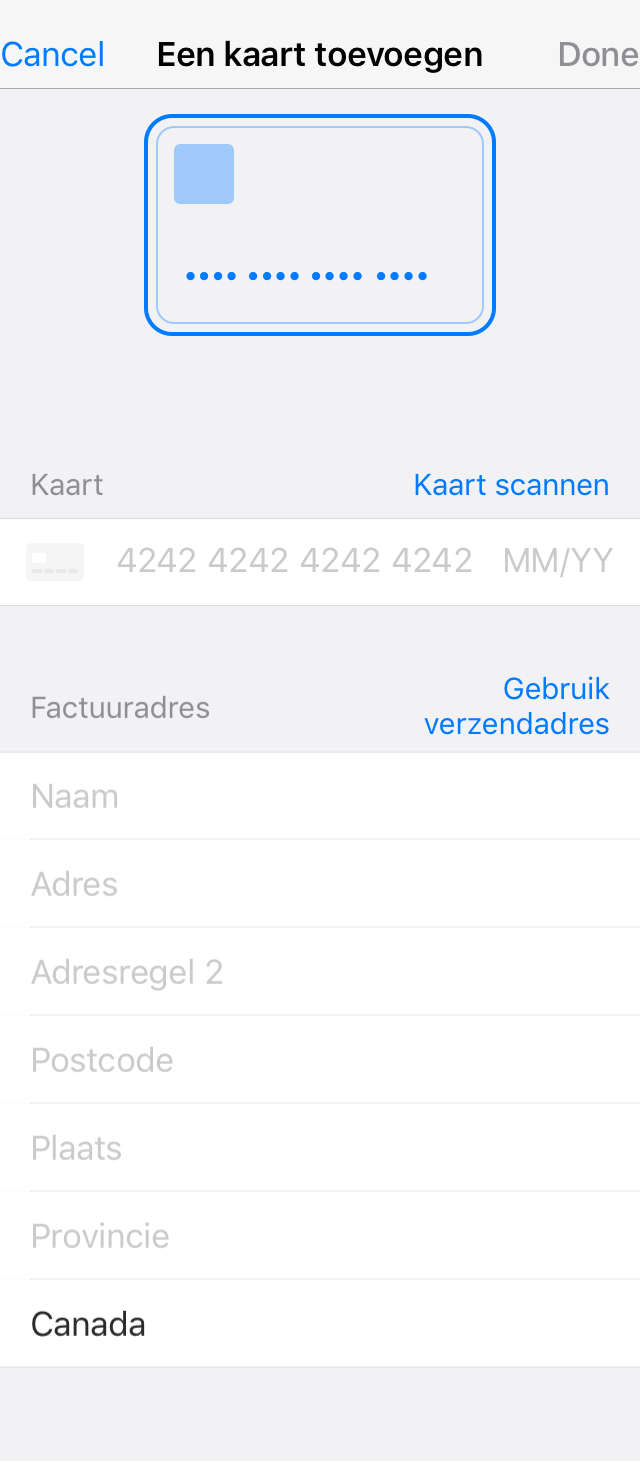 Cancel Een kaart toevoegen Done
•••• •••• •••• ••••
Kaart Kaart scannen
4242 4242 4242 4242 MM/YY
Factuuradres Gebruik
verzendadres
Naam
Adres
Adresregel 2
Postcode
Plaats
Provincie
Canada